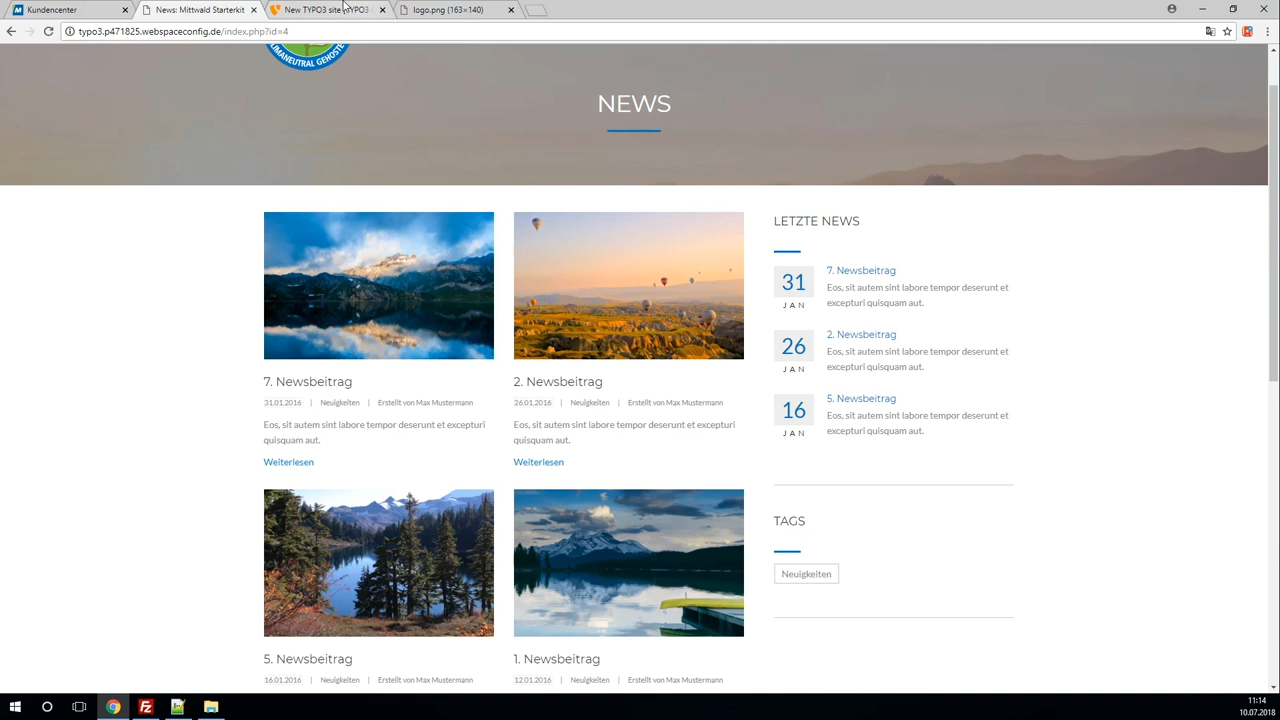 Kundencenter
News: Mittwald Starterkit
New TYPO3 site
logo.png (163×140)
typo3.p471825.webspaceconfig.de/index.php?id=4
NEWS
7. Newsbeitrag
31.01.2016 | Neuigkeiten | Erstellt von Max Mustermann
Eos, sit autem sint labore tempor deserunt et excepturi
quisquam aut.
Weiterlesen
2. Newsbeitrag
26.01.2016 | Neuigkeiten | Erstellt von Max Mustermann
Eos, sit autem sint labore tempor deserunt et excepturi
quisquam aut.
Weiterlesen
5. Newsbeitrag
16.01.2016 | Neuigkeiten | Erstellt von Max Mustermann
1. Newsbeitrag
12.01.2016 | Neuigkeiten | Erstellt von Max Mustermann
LETZTE NEWS
31
JAN
7. Newsbeitrag
Eos, sit autem sint labore tempor deserunt et
excepturi quisquam aut.
26
JAN
2. Newsbeitrag
Eos, sit autem sint labore tempor deserunt et
excepturi quisquam aut.
16
JAN
5. Newsbeitrag
Eos, sit autem sint labore tempor deserunt et
excepturi quisquam aut.
TAGS
Neuigkeiten
11:14
10.07.2018